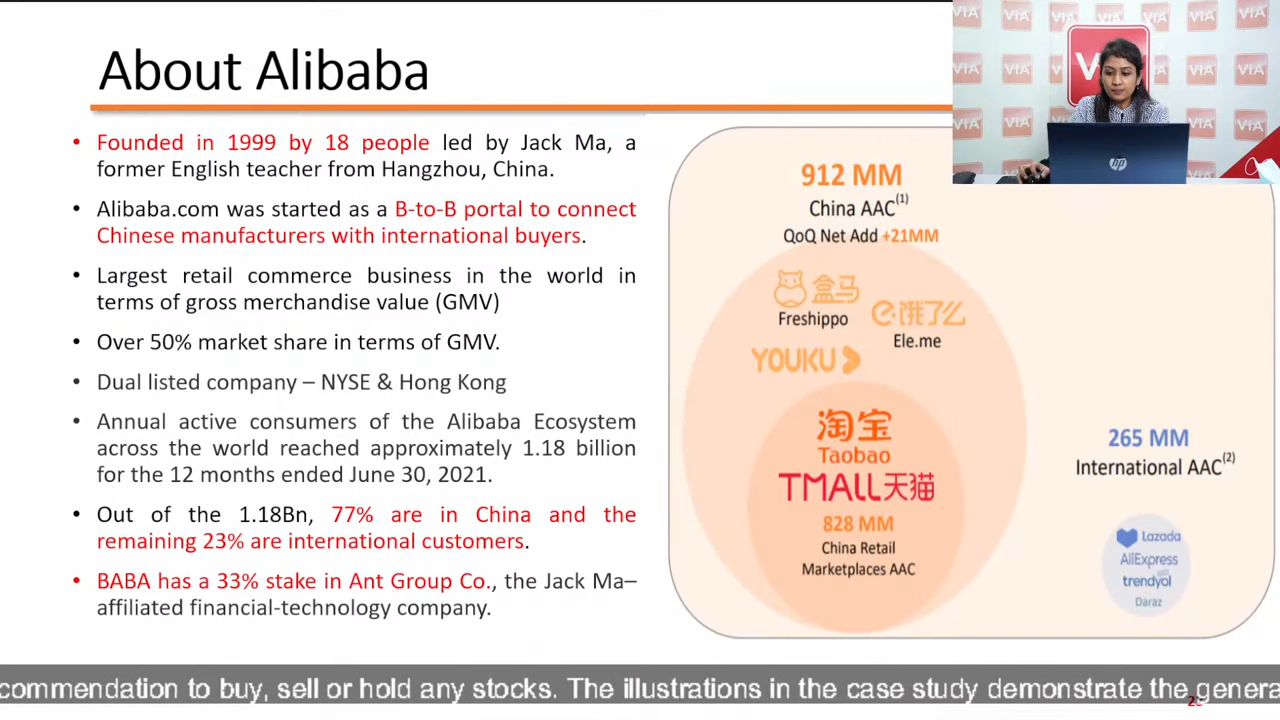 About Alibaba
• Founded in 1999 by 18 people led by Jack Ma, a
former English teacher from Hangzhou, China.
• Alibaba.com was started as a B-to-B portal to connect
Chinese manufacturers with international buyers.
• Largest retail commerce business in the world in
terms of gross merchandise value (GMV)
• Over 50% market share in terms of GMV.
• Dual listed company – NYSE & Hong Kong
• Annual active consumers of the Alibaba Ecosystem
across the world reached approximately 1.18 billion
for the 12 months ended June 30, 2021.
• Out of the 1.18Bn, 77% are in China and the
remaining 23% are international customers.
• BABA has a 33% stake in Ant Group Co., the Jack Ma–
affiliated financial-technology company.
912 MM
China AAC(1)
QoQ Net Add +21MM
盒马
Freshippo
饿了么
Ele.me
YOUKU
淘宝
Taobao
TMALL天猫
828 MM
China Retail
Marketplaces AAC
265 MM
International AAC(2)
Lazada
AliExpress
trendyol
Daraz
VIA
hp
commendation to buy, sell or hold any stocks. The illustrations in the case study demonstrate the genera